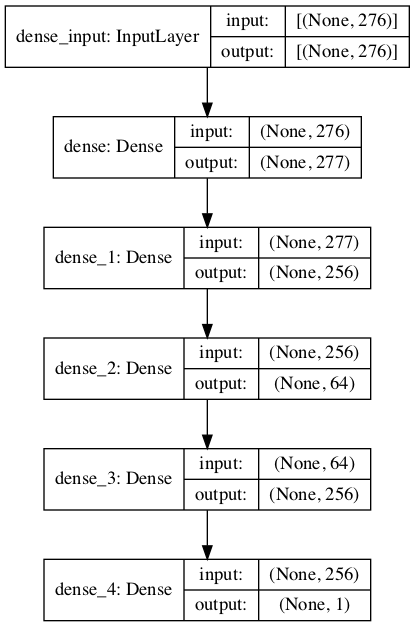 dense_input: InputLayer
input: [(None, 276)]
output: [(None, 276)]
dense: Dense
input: (None, 276)
output: (None, 277)
dense_1: Dense
input: (None, 277)
output: (None, 256)
dense_2: Dense
input: (None, 256)
output: (None, 64)
dense_3: Dense
input: (None, 64)
output: (None, 256)
dense_4: Dense
input: (None, 256)
output: (None, 1)